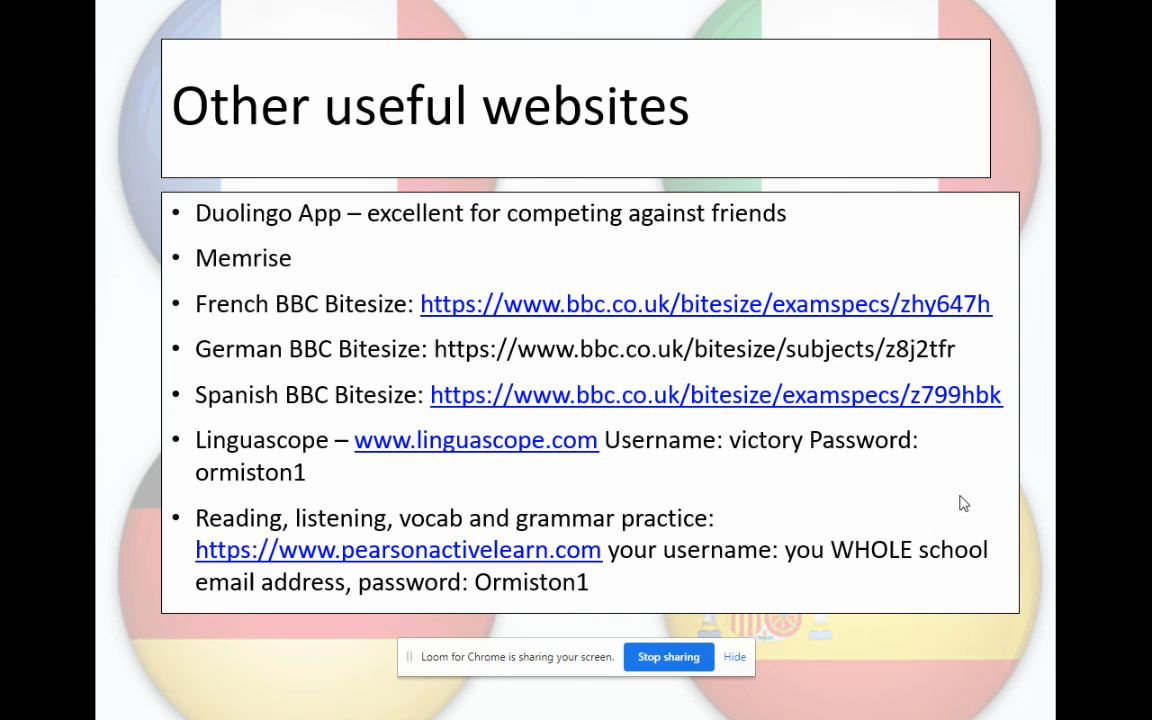 Other useful websites
• Duolingo App – excellent for competing against friends
• Memrise
• French BBC Bitesize: https://www.bbc.co.uk/bitesize/examspecs/zhy647h
• German BBC Bitesize: https://www.bbc.co.uk/bitesize/subjects/z8j2tfr
• Spanish BBC Bitesize: https://www.bbc.co.uk/bitesize/examspecs/z799hbk
• Linguascope – www.linguascope.com Username: victory Password:
ormiston1
• Reading, listening, vocab and grammar practice:
https://www.pearsonactivelearn.com your username: you WHOLE school
email address, password: Ormiston1
Loom for Chrome is sharing your screen. Stop sharing Hide